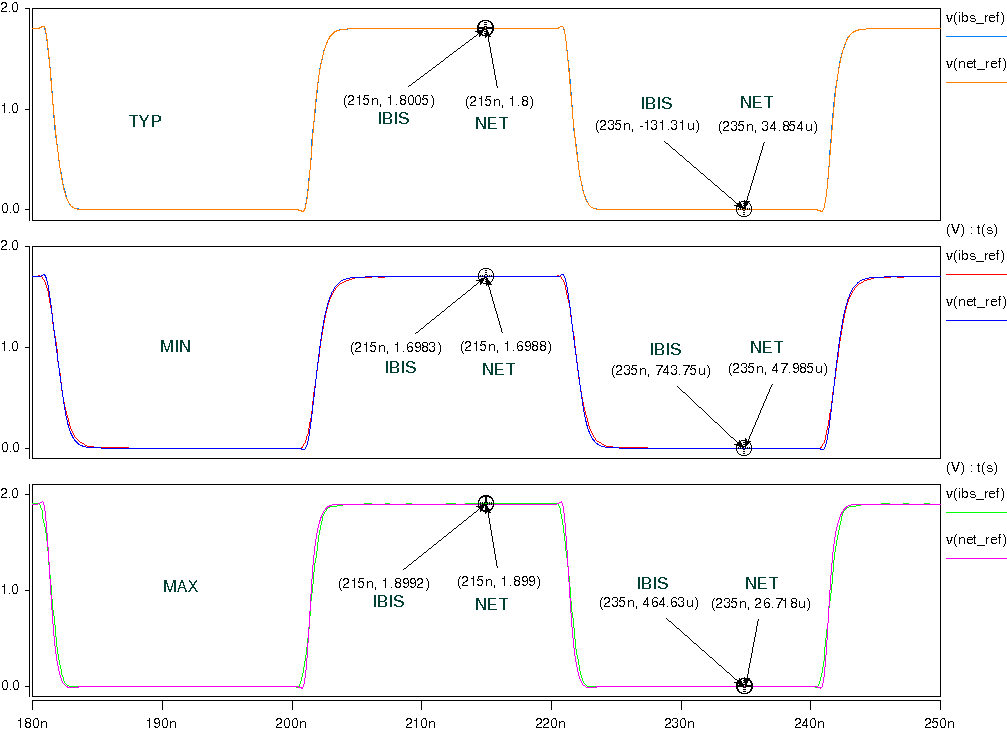 2.0
v(ibs_ref)
v(net_ref)
(215n, 1.8005)
(215n, 1.8)
IBIS
NET
IBIS
NET
1.0
TYP
(235n, -131.31u)
(235n, 34.854u)
0.0
(V) : t(s)
2.0
v(ibs_ref)
v(net_ref)
1.0
MIN
(215n, 1.6983)
(215n, 1.6988)
IBIS
NET
IBIS
NET
(235n, 743.75u)
(235n, 47.985u)
0.0
(V) : t(s)
2.0
v(ibs_ref)
v(net_ref)
1.0
MAX
(215n, 1.8992)
(215n, 1.899)
IBIS
NET
IBIS
NET
(235n, 464.63u)
(235n, 26.718u)
0.0
180n
190n
200n
210n
220n
230n
240n
250n